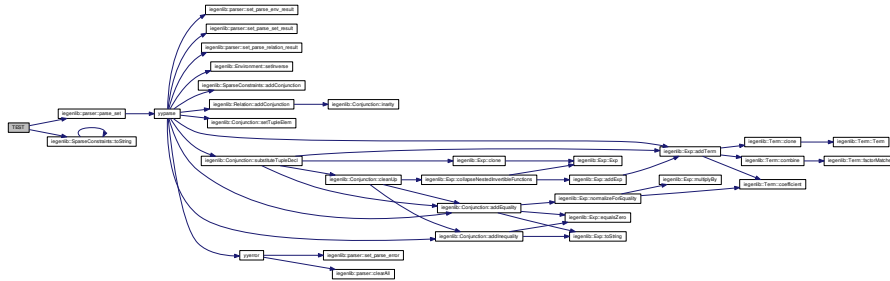 iegenlib::parser::set_parse_env_result
iegenlib::parser::set_parse_set_result
iegenlib::parser::set_parse_relation_result
iegenlib::Environment::setInverse
iegenlib::SparseConstraints::addConjunction
iegenlib::Relation::addConjunction
iegenlib::Conjunction::inarity
iegenlib::parser::parse_set
yyparse
iegenlib::Conjunction::setTupleElem
TEST
iegenlib::SparseConstraints::toString
iegenlib::Exp::addTerm
iegenlib::Term::clone
iegenlib::Term::Term
iegenlib::Conjunction::substituteTupleDecl
iegenlib::Exp::clone
iegenlib::Exp::Exp
iegenlib::Term::combine
iegenlib::Term::factorMatches
iegenlib::Conjunction::cleanUp
iegenlib::Exp::collapseNestedInvertibleFunctions
iegenlib::Exp::addExp
iegenlib::Exp::multiplyBy
iegenlib::Term::coefficient
iegenlib::Exp::normalizeForEquality
iegenlib::Conjunction::addEquality
iegenlib::Exp::equalsZero
iegenlib::Conjunction::addInequality
iegenlib::Exp::toString
yyerror
iegenlib::parser::set_parse_error
iegenlib::parser::clearAll